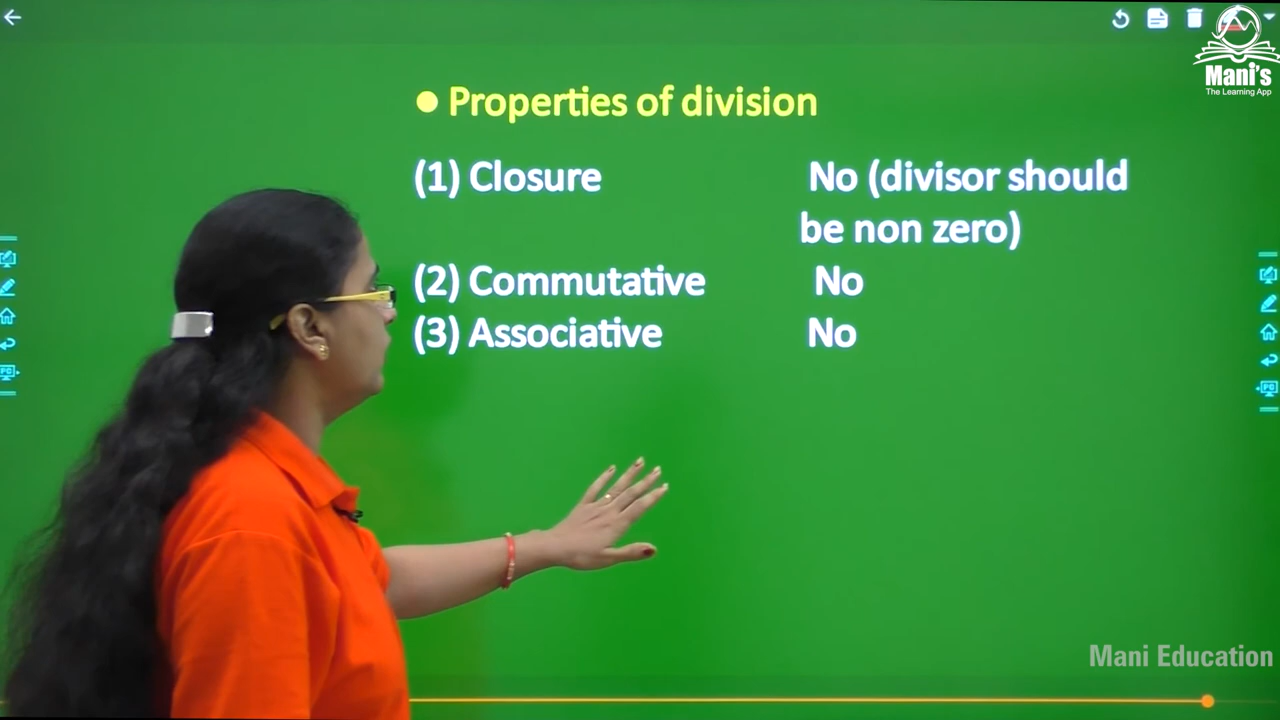 Mani's
The Learning App
● Properties of division
(1) Closure No (divisor should
be non zero)
(2) Commutative No
(3) Associative No
Mani Education